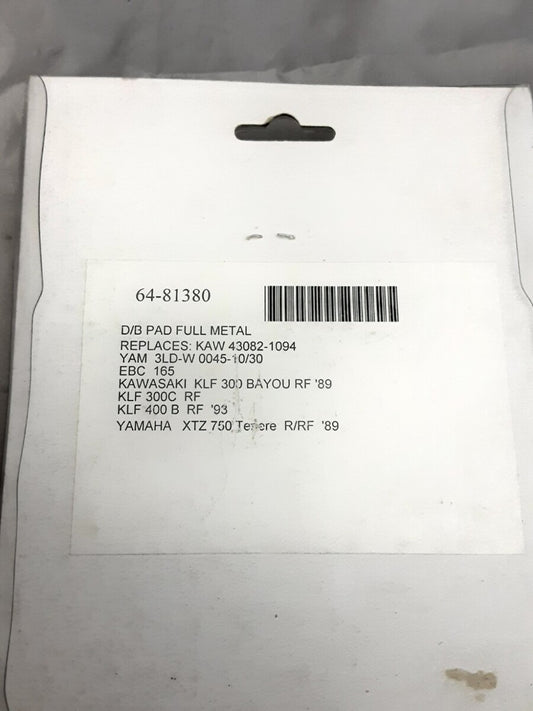 64-81380
D/B PAD FULL METAL
REPLACES: KAW 43082-1094
YAM 3LD-W 0045-10/30
EBC 165
KAWASAKI KLF 300 BAYOU RF '89
KLF 300C RF
KLF 400 B RF '93
YAMAHA XTZ 750 Tenere R/RF '89